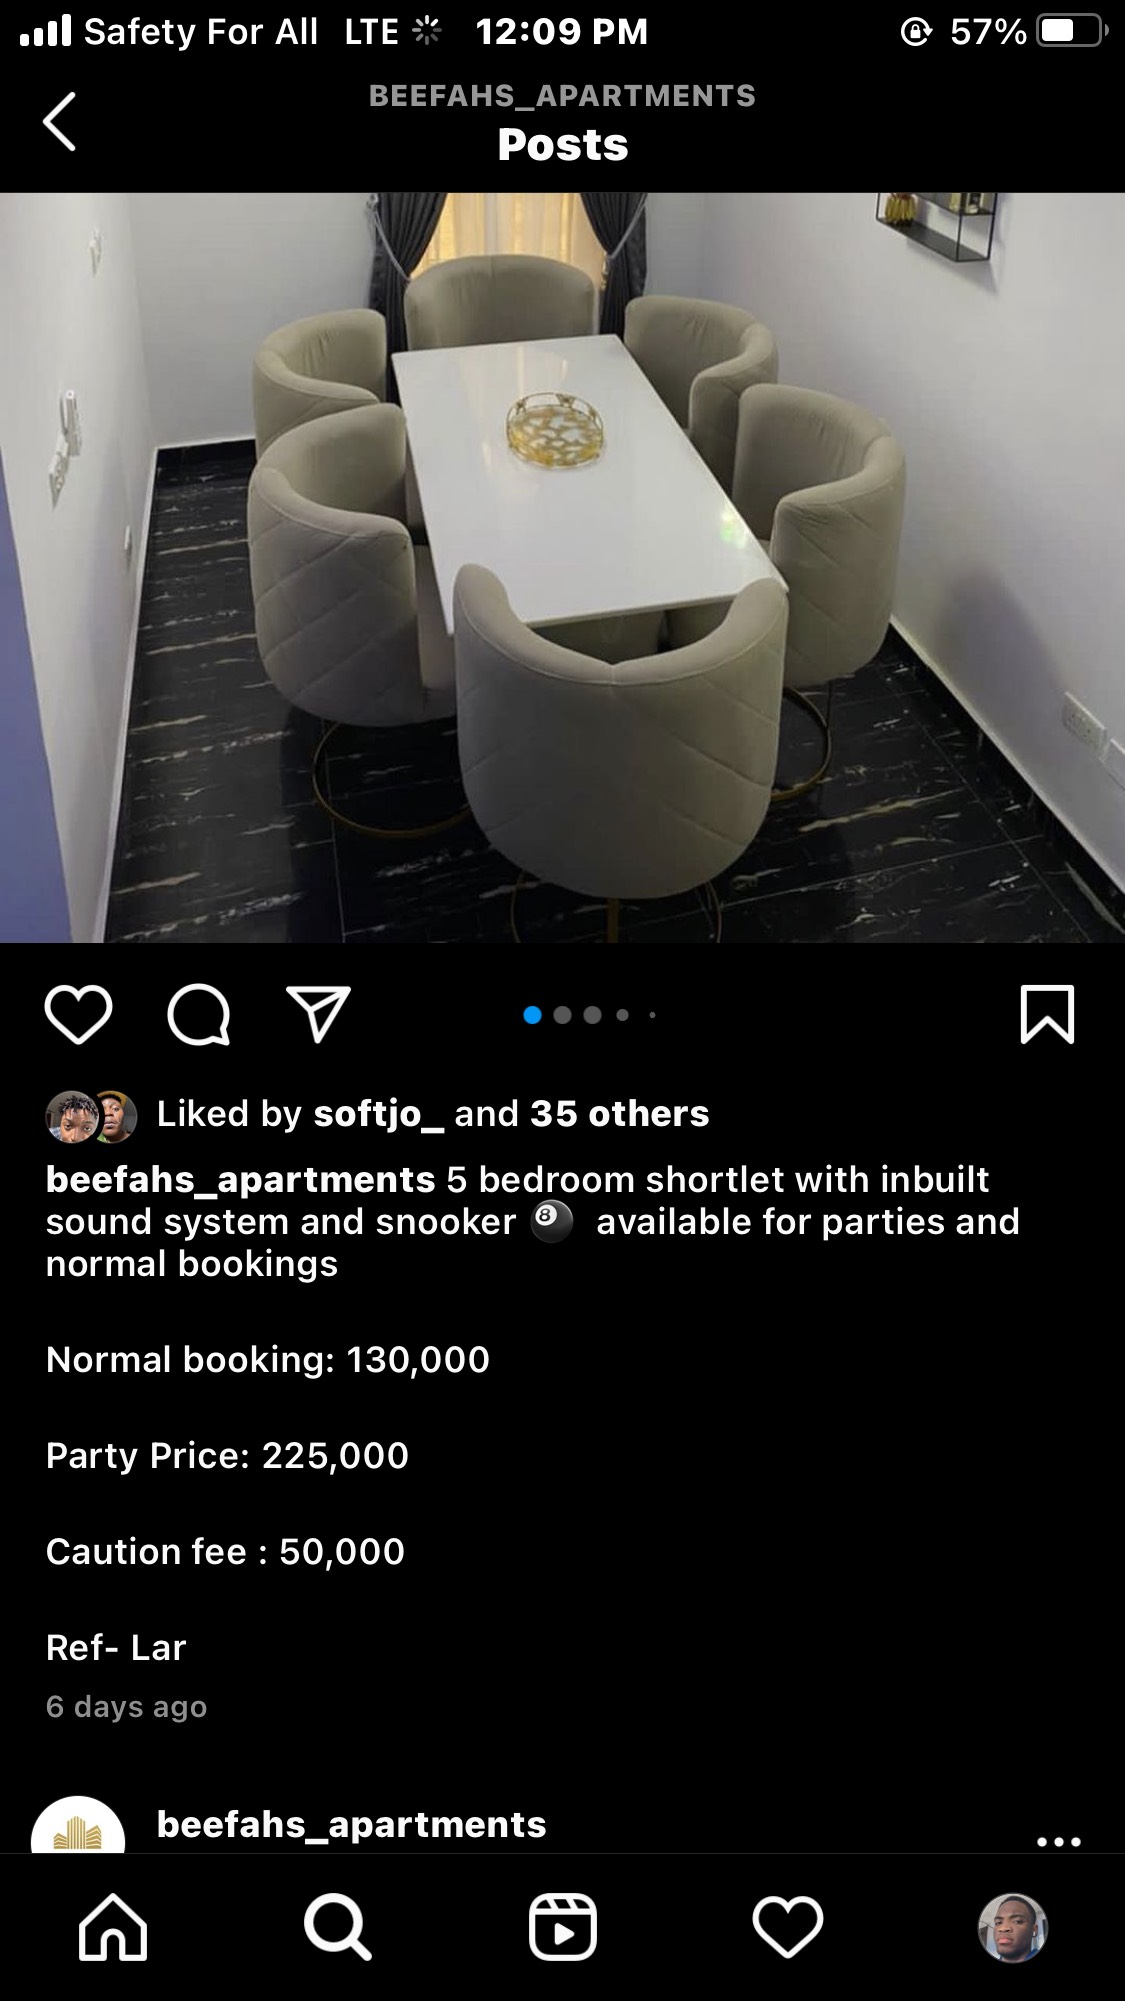 Safety For All LTE 12:09 PM 57%
BEEFAHS_APARTMENTS
Posts
Liked by softjo_ and 35 others
beefahs_apartments 5 bedroom shortlet with inbuilt
sound system and snooker 🎱 available for parties and
normal bookings
Normal booking: 130,000
Party Price: 225,000
Caution fee : 50,000
Ref- Lar
6 days ago
beefahs_apartments